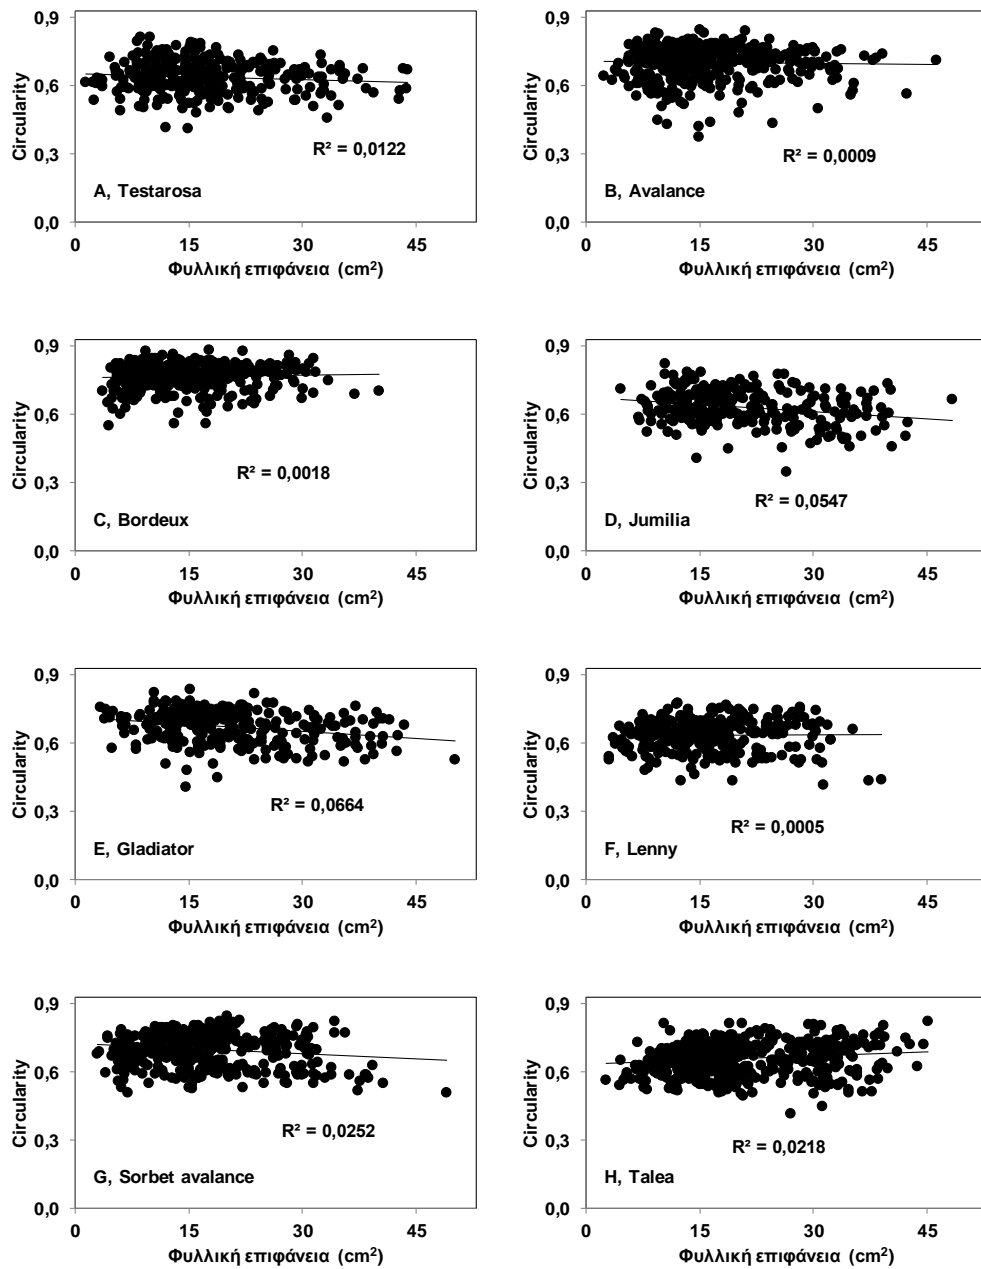 0,9
0,6
0,3
0,0
Circularity
R² = 0,0122
A, Testarosa
0 15 30 45
Φυλλική επιφάνεια (cm²)
0,9
0,6
0,3
0,0
Circularity
R² = 0,0009
B, Avalance
0 15 30 45
Φυλλική επιφάνεια (cm²)
0,9
0,6
0,3
0,0
Circularity
R² = 0,0018
C, Bordeux
0 15 30 45
Φυλλική επιφάνεια (cm²)
0,9
0,6
0,3
0,0
Circularity
R² = 0,0547
D, Jumilia
0 15 30 45
Φυλλική επιφάνεια (cm²)
0,9
0,6
0,3
0,0
Circularity
R² = 0,0664
E, Gladiator
0 15 30 45
Φυλλική επιφάνεια (cm²)
0,9
0,6
0,3
0,0
Circularity
R² = 0,0005
F, Lenny
0 15 30 45
Φυλλική επιφάνεια (cm²)
0,9
0,6
0,3
0,0
Circularity
R² = 0,0252
G, Sorbet avalance
0 15 30 45
Φυλλική επιφάνεια (cm²)
0,9
0,6
0,3
0,0
Circularity
R² = 0,0218
H, Talea
0 15 30 45
Φυλλική επιφάνεια (cm²)